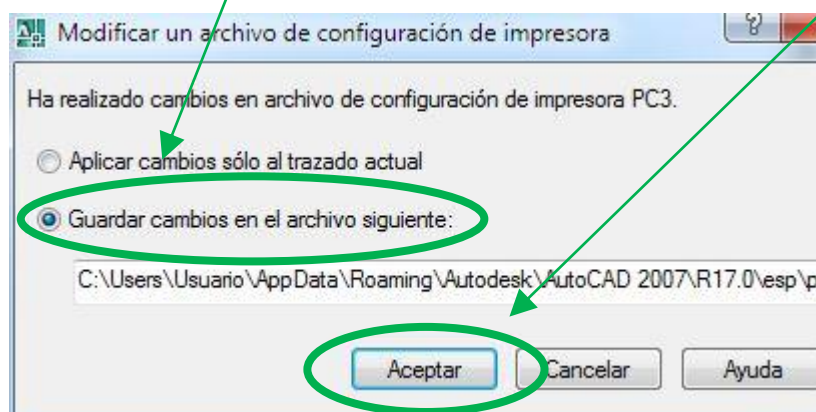 Modificar un archivo de configuración de impresora
Ha realizado cambios en archivo de configuración de impresora PC3.
Aplicar cambios sólo al trazado actual
Guardar cambios en el archivo siguiente:
C:\Users\Usuario\AppData\Roaming\Autodesk\AutoCAD 2007\R17.0\esp\p
Aceptar Cancelar Ayuda